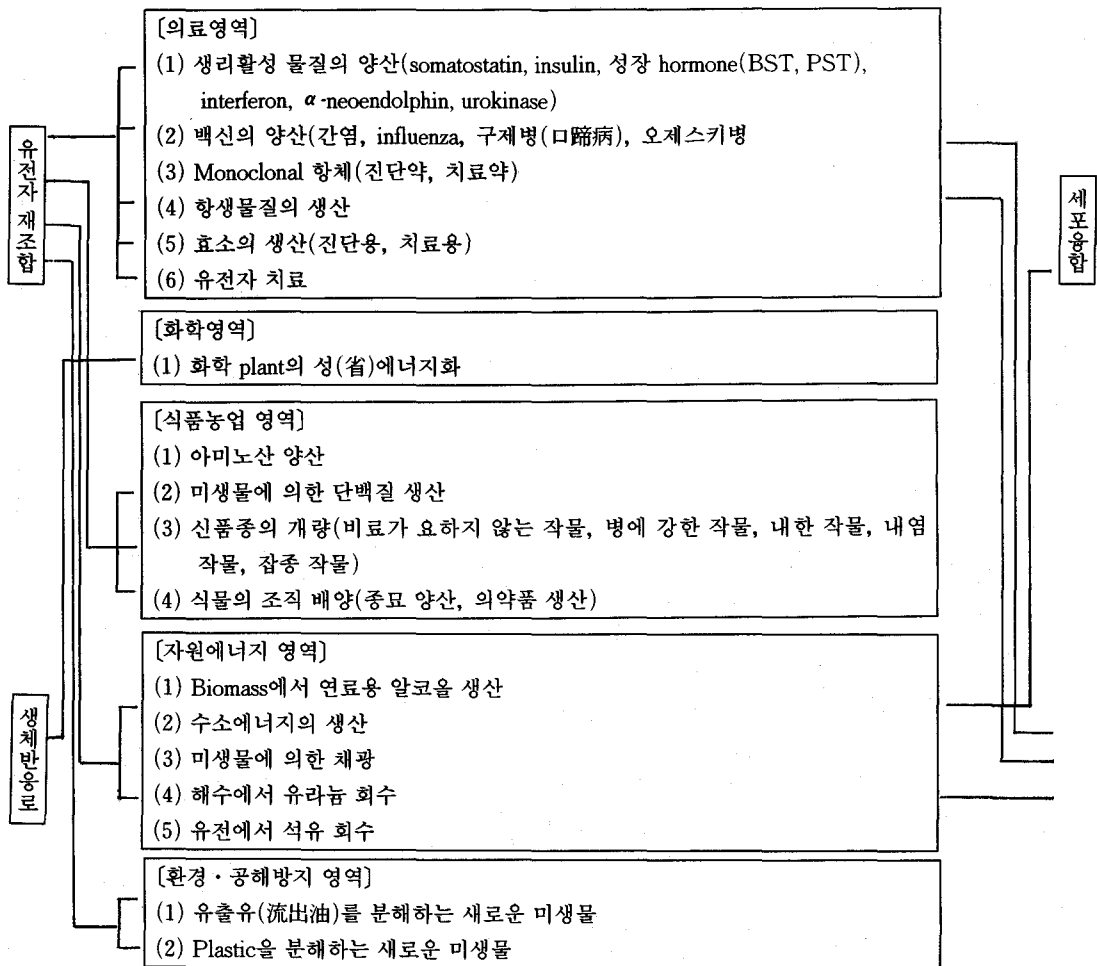 [의료영역]
(1) 생리활성 물질의 양산(somatostatin, insulin, 성장 hormone(BST, PST),
interferon, α-neoendolphin, urokinase)
(2) 백신의 양산(간염, influenza, 구제병(口蹄病), 오제스키병
(3) Monoclonal 항체(진단약, 치료약)
(4) 항생물질의 생산
(5) 효소의 생산(진단용, 치료용)
(6) 유전자 치료
유전자 재조합
세포융합
[화학영역]
(1) 화학 plant의 성(省)에너지화
[식품농업 영역]
(1) 아미노산 양산
(2) 미생물에 의한 단백질 생산
(3) 신품종의 개량(비료가 요하지 않는 작물, 병에 강한 작물, 내한 작물, 내염
작물, 잡종 작물)
(4) 식물의 조직 배양(종묘 양산, 의약품 생산)
[자원에너지 영역]
(1) Biomass에서 연료용 알코올 생산
(2) 수소에너지의 생산
(3) 미생물에 의한 채광
(4) 해수에서 유라늄 회수
(5) 유전에서 석유 회수
생체반응로
[환경·공해방지 영역]
(1) 유출유(流出油)를 분해하는 새로운 미생물
(2) Plastic을 분해하는 새로운 미생물